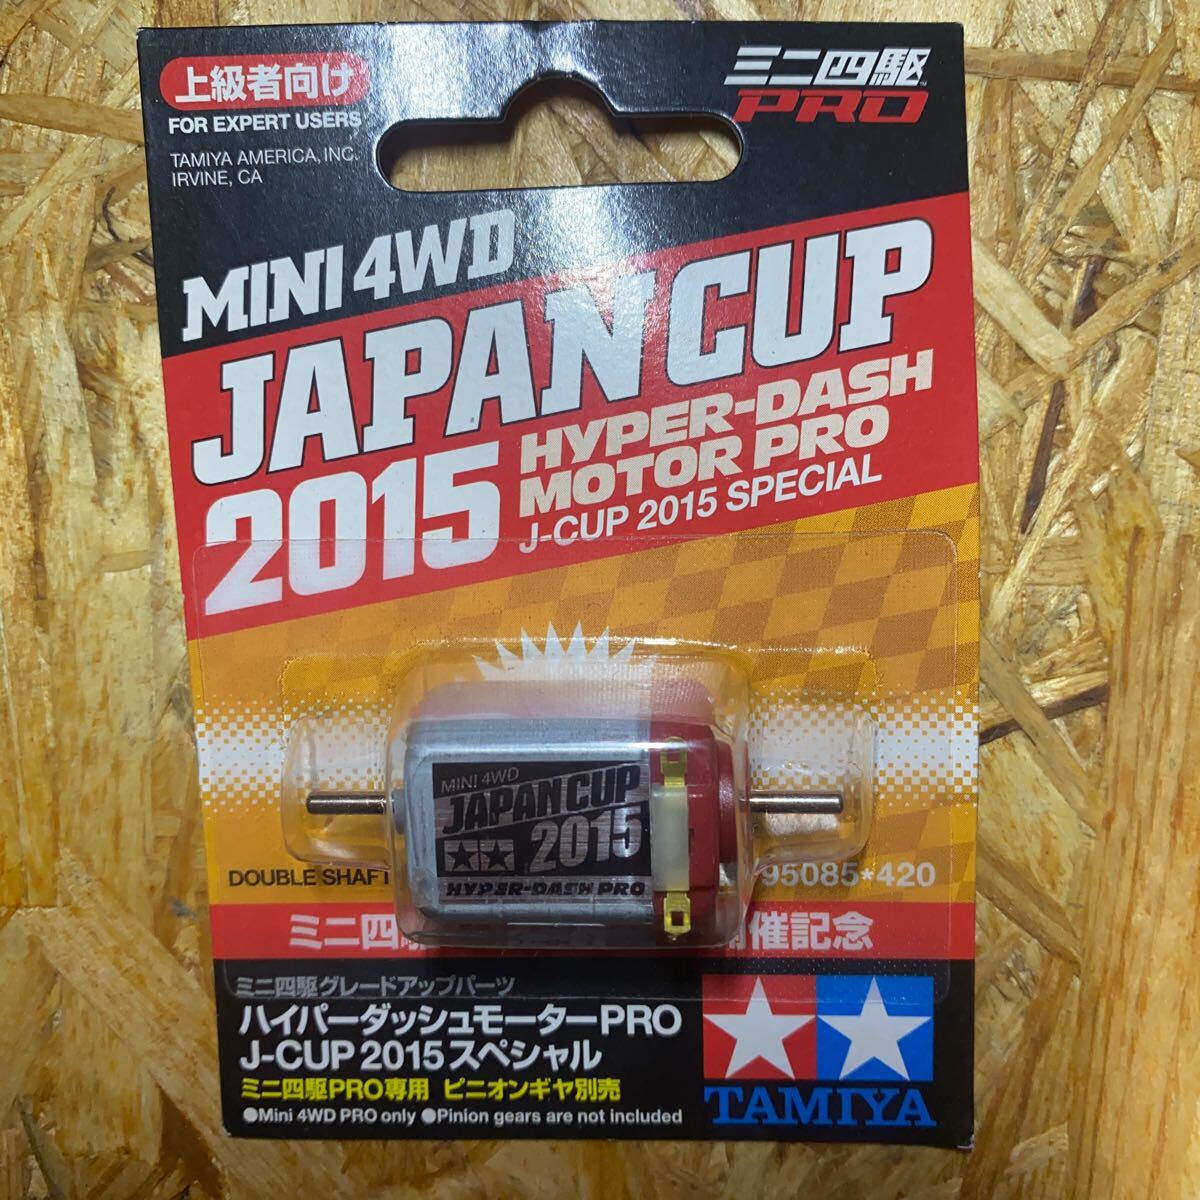 上級者向け
FOR EXPERT USERS
TAMIYA AMERICA, INC.
IRVINE, CA
ミニ四駆
PRO
MINI 4WD
JAPAN CUP
2015
HYPER-DASH
MOTOR PRO
J-CUP 2015 SPECIAL
MINI 4WD
JAPAN CUP
2015
HYPER-DASH PRO
DOUBLE SHAFT
95085*420
ミニ四駆
開催記念
ミニ四駆グレードアップパーツ
ハイパーダッシュモーターPRO
J-CUP 2015 スペシャル
ミニ四駆PRO専用 ピニオンギヤ別売
●Mini 4WD PRO only ●Pinion gears are not included
TAMIYA